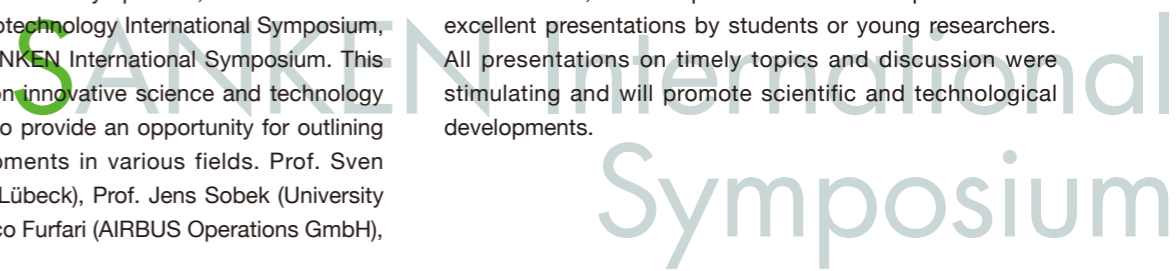 otechnology International Symposium,
NKEN International Symposium. This
on innovative science and technology
o provide an opportunity for outlining
pments in various fields. Prof. Sven
Lübeck), Prof. Jens Sobek (University
co Furfari (AIRBUS Operations GmbH),
excellent presentations by students or young researchers.
All presentations on timely topics and discussion were
stimulating and will promote scientific and technological
developments.
SANKEN International
Symposium